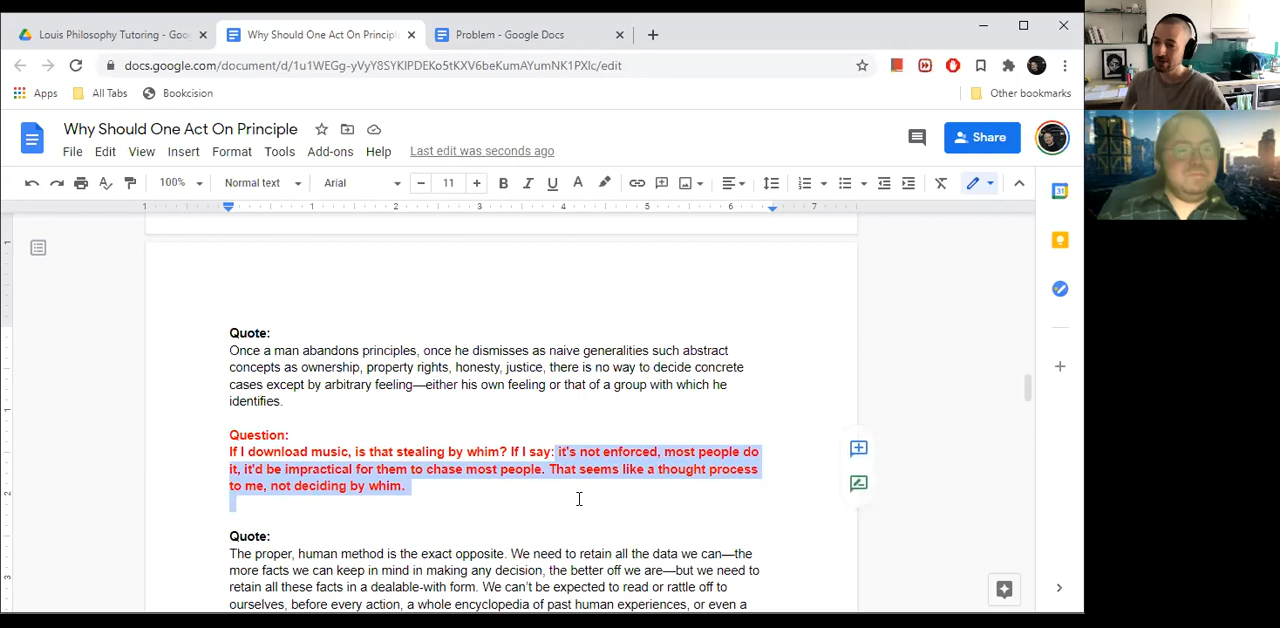 Louis Philosophy Tutoring - Goo
Why Should One Act On Principl
Problem - Google Docs
docs.google.com/document/d/1u1WEGg-yVyY8SYKlPDEKo5tKXV6beKumAYumNK1PXlc/edit
Apps
All Tabs
Bookcision
Other bookmarks
Why Should One Act On Principle
File Edit View Insert Format Tools Add-ons Help Last edit was seconds ago
Share
100% Normal text Arial 11
1 1 2 3 4 5 6 7
Quote:
Once a man abandons principles, once he dismisses as naive generalities such abstract
concepts as ownership, property rights, honesty, justice, there is no way to decide concrete
cases except by arbitrary feeling—either his own feeling or that of a group with which he
identifies.
Question:
If I download music, is that stealing by whim? If I say: it's not enforced, most people do
it, it'd be impractical for them to chase most people. That seems like a thought process
to me, not deciding by whim.
Quote:
The proper, human method is the exact opposite. We need to retain all the data we can—the
more facts we can keep in mind in making any decision, the better off we are—but we need to
retain all these facts in a dealable-with form. We can't be expected to read or rattle off to
ourselves, before every action, a whole encyclopedia of past human experiences, or even a